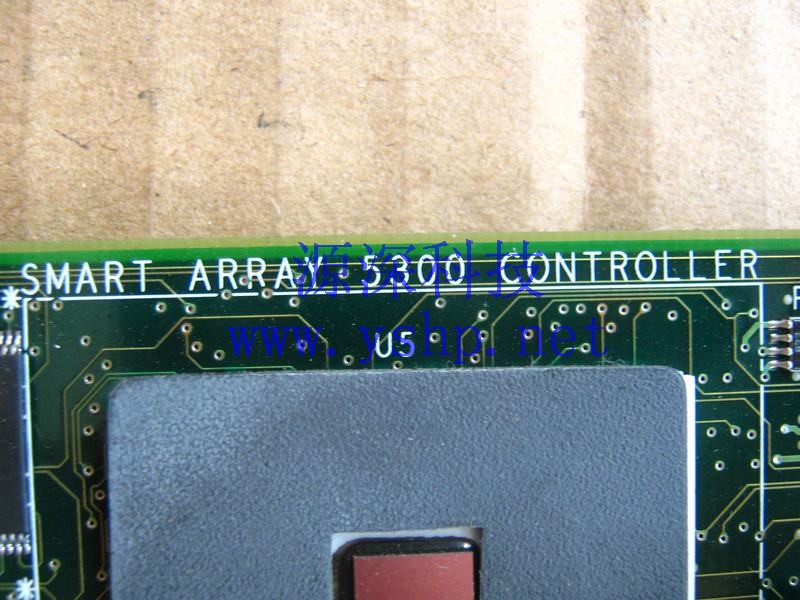 SMART ARRAY 5300 CONTROLLER
源深科技
www.yshp.net
U5